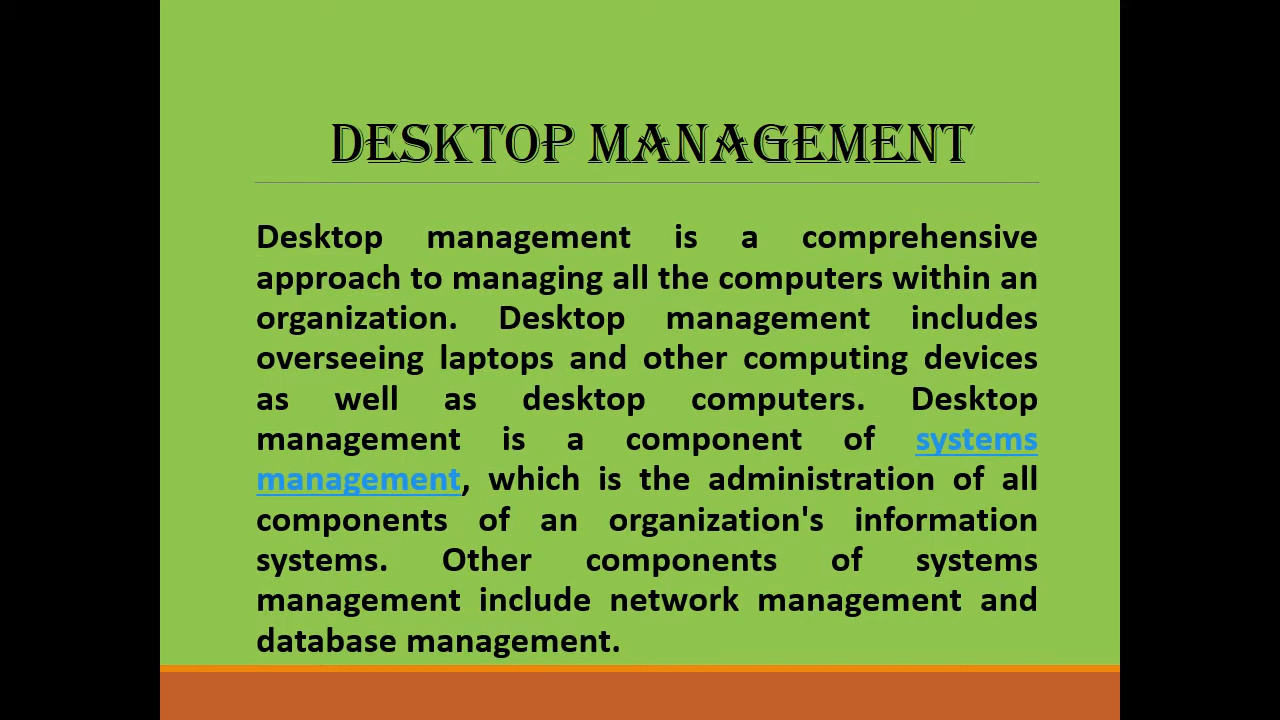 DESKTOP MANAGEMENT
Desktop management is a comprehensive
approach to managing all the computers within an
organization. Desktop management includes
overseeing laptops and other computing devices
as well as desktop computers. Desktop
management is a component of systems
management, which is the administration of all
components of an organization's information
systems. Other components of systems
management include network management and
database management.